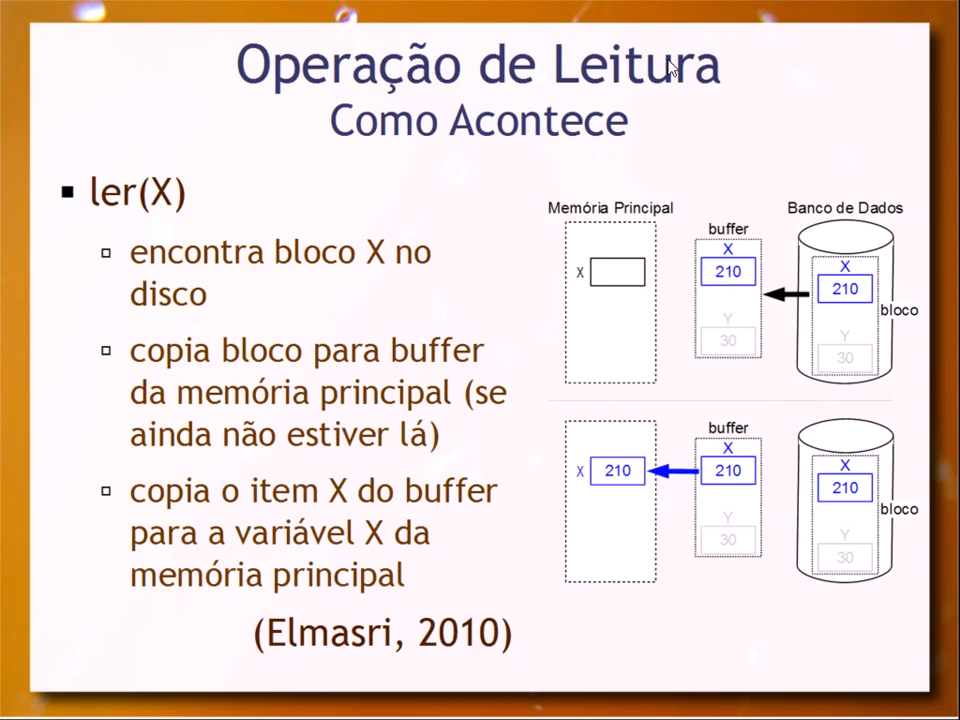 Operação de Leitura
Como Acontece
ler(X)
encontra bloco X no
disco
copia bloco para buffer
da memória principal (se
ainda não estiver lá)
copia o item X do buffer
para a variável X da
memória principal
(Elmasri, 2010)
Memória Principal
Banco de Dados
buffer
X
X
210
Y
30
X
210
bloco
Y
30
buffer
X
210
X
210
Y
30
X
210
bloco
Y
30